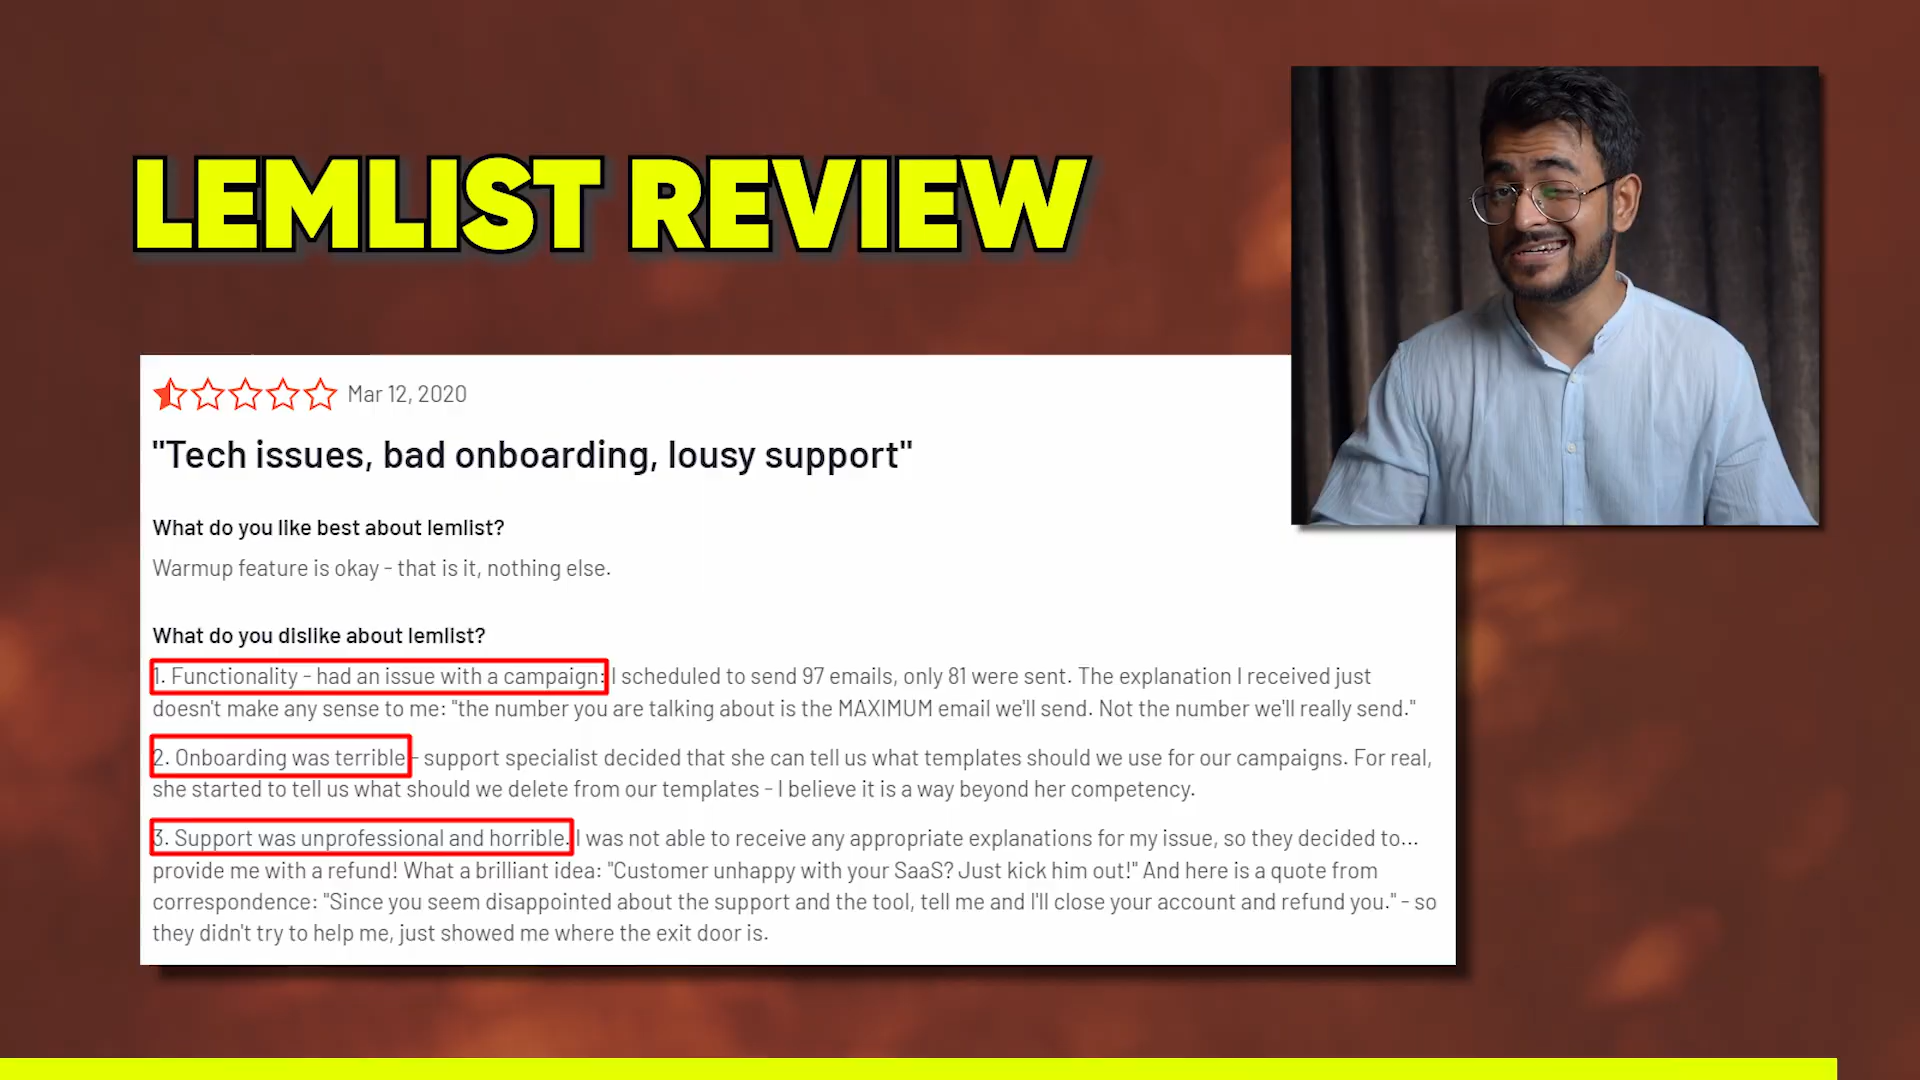 LEMLIST REVIEW
Mar 12, 2020
"Tech issues, bad onboarding, lousy support"
What do you like best about lemlist?
Warmup feature is okay - that is it, nothing else.
What do you dislike about lemlist?
1. Functionality - had an issue with a campaign: I scheduled to send 97 emails, only 81 were sent. The explanation I received just
doesn't make any sense to me: "the number you are talking about is the MAXIMUM email we'll send. Not the number we'll really send."
2. Onboarding was terrible - support specialist decided that she can tell us what templates should we use for our campaigns. For real,
she started to tell us what should we delete from our templates - I believe it is a way beyond her competency.
3. Support was unprofessional and horrible. I was not able to receive any appropriate explanations for my issue, so they decided to...
provide me with a refund! What a brilliant idea: "Customer unhappy with your SaaS? Just kick him out!" And here is a quote from
correspondence: "Since you seem disappointed about the support and the tool, tell me and I'll close your account and refund you." - so
they didn't try to help me, just showed me where the exit door is.